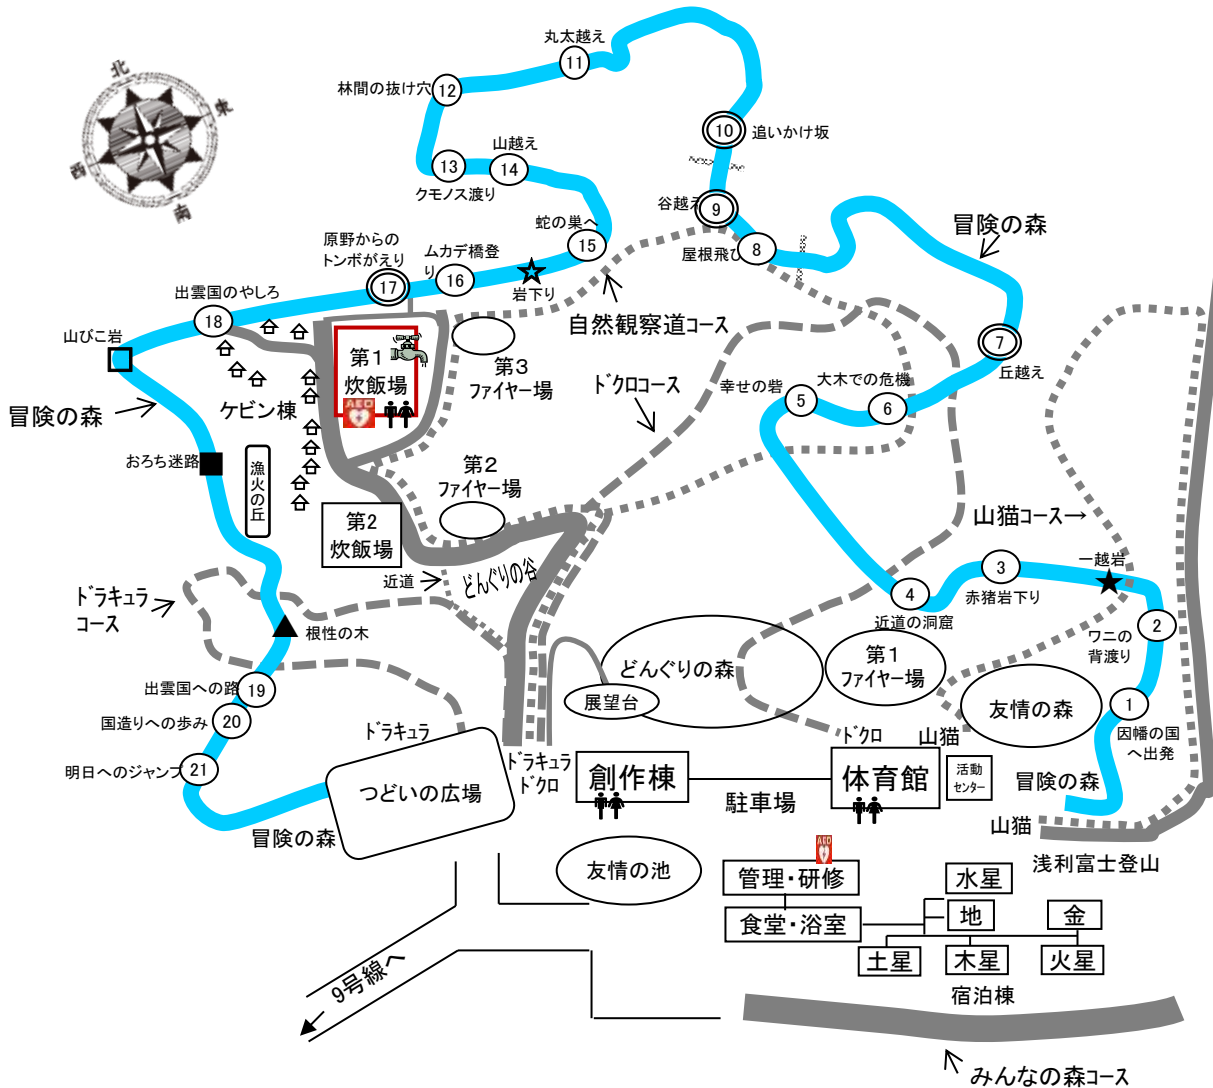 丸太越え
11
北
東
西
南
林間の抜け穴
12
10
追いかけ坂
山越え
13
14
クモノス渡り
谷越え
9
冒険の森
蛇の巣へ
15
屋根飛び
8
原野からの
トンボがえり
17
ムカデ橋登
り
16
岩下り
自然観察道コース
出雲国のやしろ
18
山びこ岩
第1
炊飯場
AED
第3
ファイヤー場
7
丘越え
ドクロコース
幸せの砦
5
大木での危機
6
冒険の森
ケビン棟
おろち迷路
漁火の丘
第2
ファイヤー場
第2
炊飯場
山猫コース→
近道
どんぐりの谷
一越岩
3
赤猪岩下り
4
近道の洞窟
2
ワニの
背渡り
ドラキュラ
コース
根性の木
どんぐりの森
第1
ファイヤー場
出雲国への路
19
国造りへの歩み
20
展望台
友情の森
1
因幡の国
へ出発
明日へのジャンプ
21
ドラキュラ
つどいの広場
ドラキュラ
ドクロ
創作棟
駐車場
ドクロ
体育館
山猫
活動
センター
冒険の森
冒険の森
山猫
浅利富士登山
友情の池
AED
管理・研修
食堂・浴室
水星
地
金
土星
木星
火星
宿泊棟
9号線へ
みんなの森コース